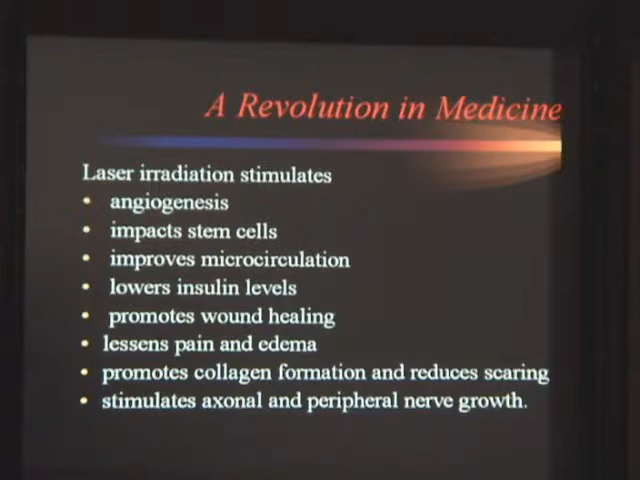 A Revolution in Medicine
Laser irradiation stimulates
• angiogenesis
• impacts stem cells
• improves microcirculation
• lowers insulin levels
• promotes wound healing
• lessens pain and edema
• promotes collagen formation and reduces scaring
• stimulates axonal and peripheral nerve growth.